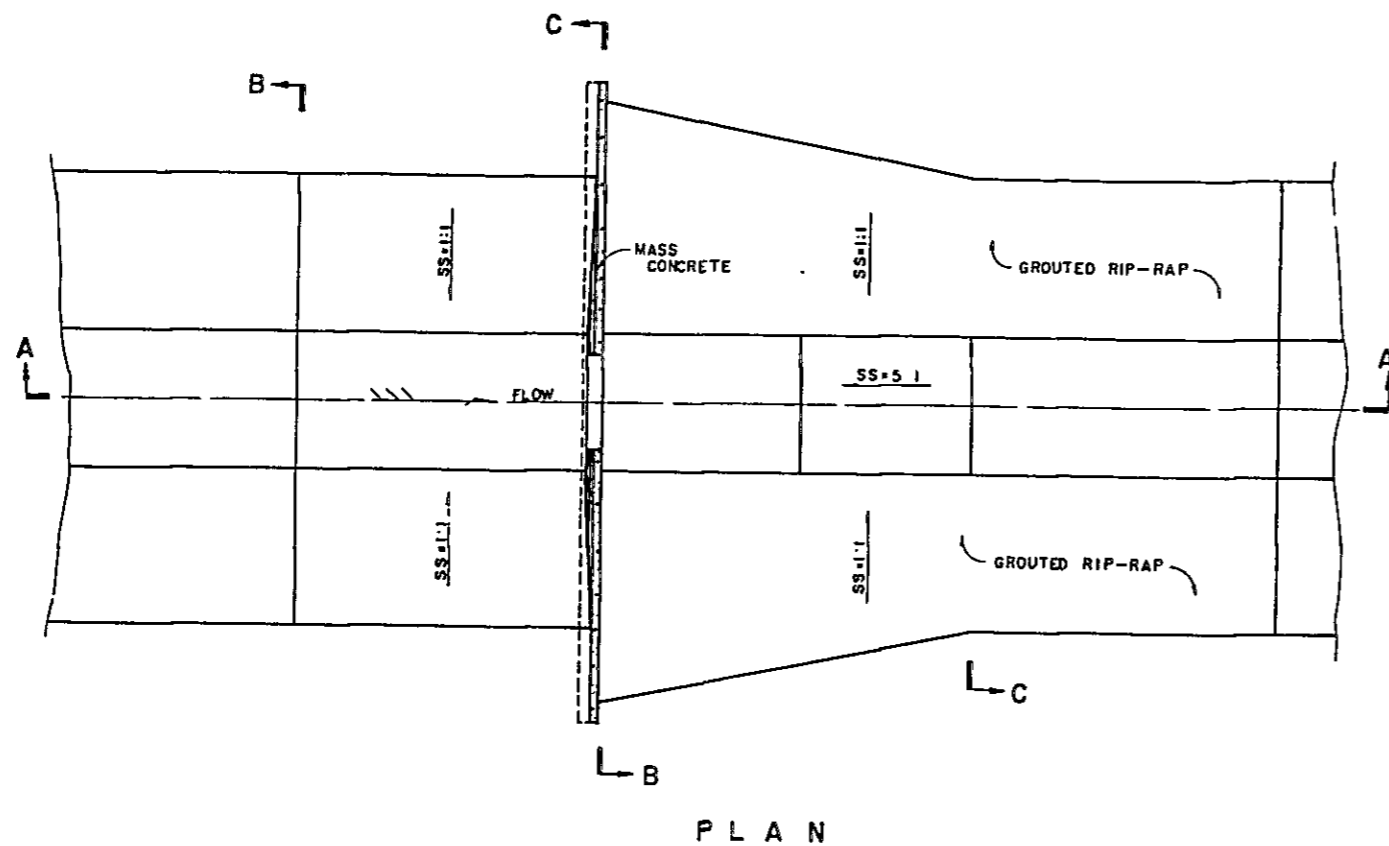 C
B
SS=1:1
SS=1:1
MASS
CONCRETE
GROUTED RIP-RAP
A
A
SS=5 1
FLOW
SS=1:1
SS=1:1
GROUTED RIP-RAP
C
B
PLAN